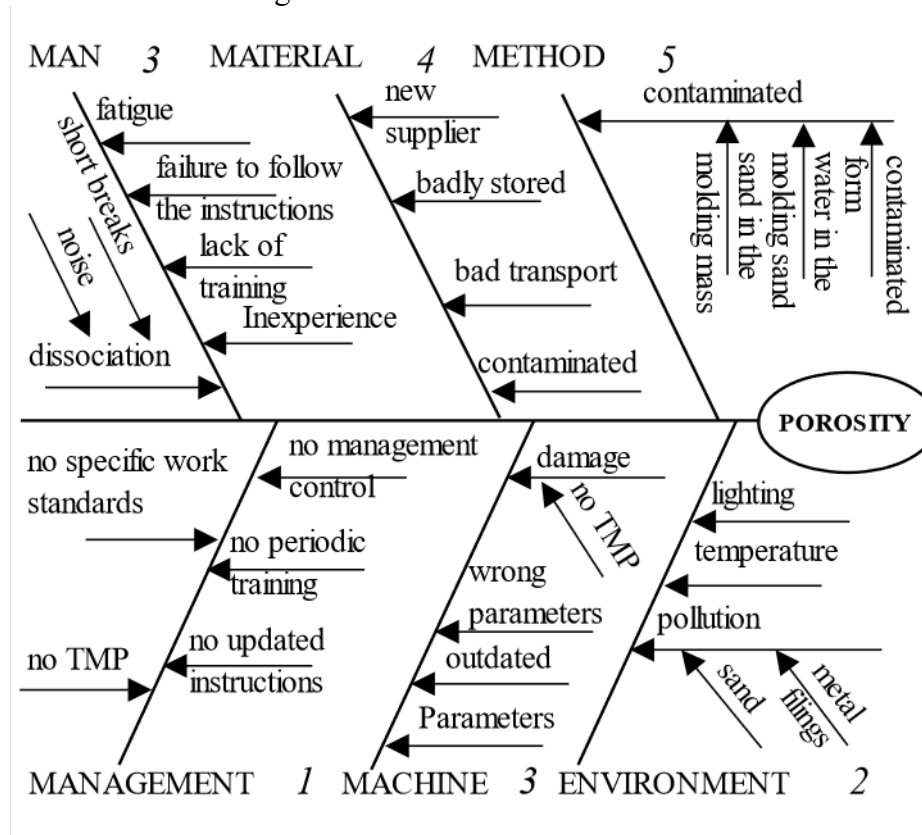 MAN 3 MATERIAL 4 METHOD 5
fatigue
short breaks
failure to follow
the instructions
noise
lack of
training
Inexperience
dissociation
new
supplier
badly stored
bad transport
contaminated
contaminated
sand in the
molding mass
water in the
molding sand
contaminated
form
POROSITY
no specific work
standards
no management
control
no periodic
training
no TMP
no updated
instructions
damage
no TMP
wrong
parameters
outdated
Parameters
lighting
temperature
pollution
sand
metal
filings
MANAGEMENT 1 MACHINE 3 ENVIRONMENT 2